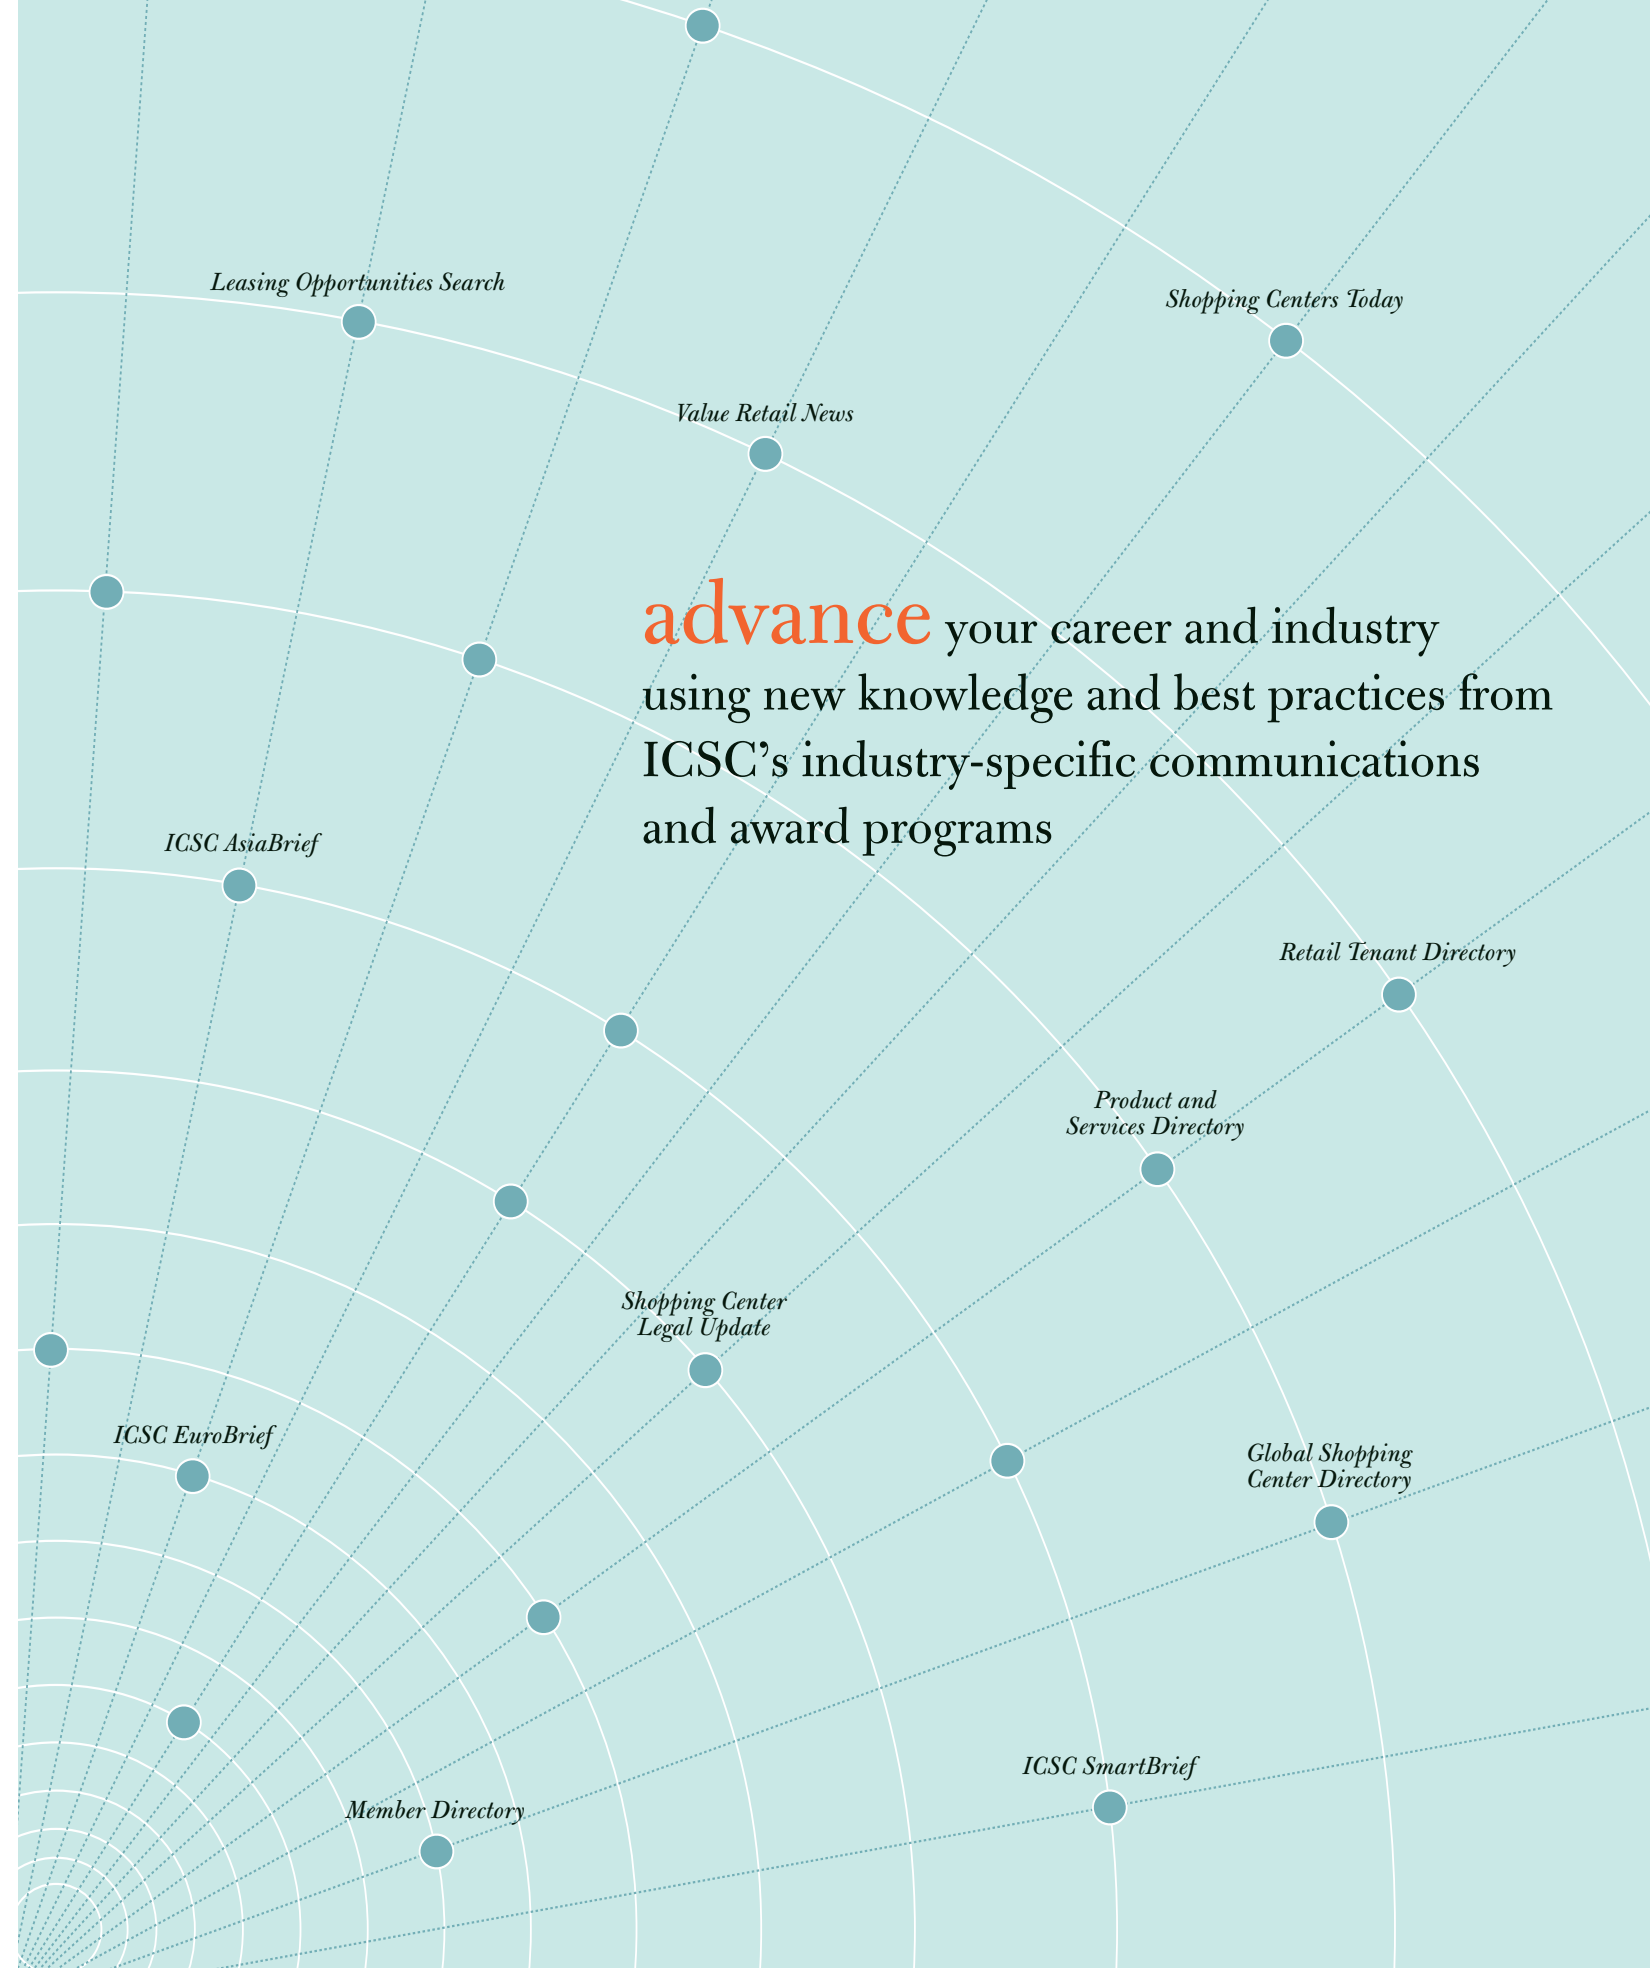 Leasing Opportunities Search
Shopping Centers Today
Value Retail News
advance your career and industry
using new knowledge and best practices from
ICSC’s industry-specific communications
and award programs
ICSC AsiaBrief
Retail Tenant Directory
Product and
Services Directory
Shopping Center
Legal Update
ICSC EuroBrief
Global Shopping
Center Directory
ICSC SmartBrief
Member Directory